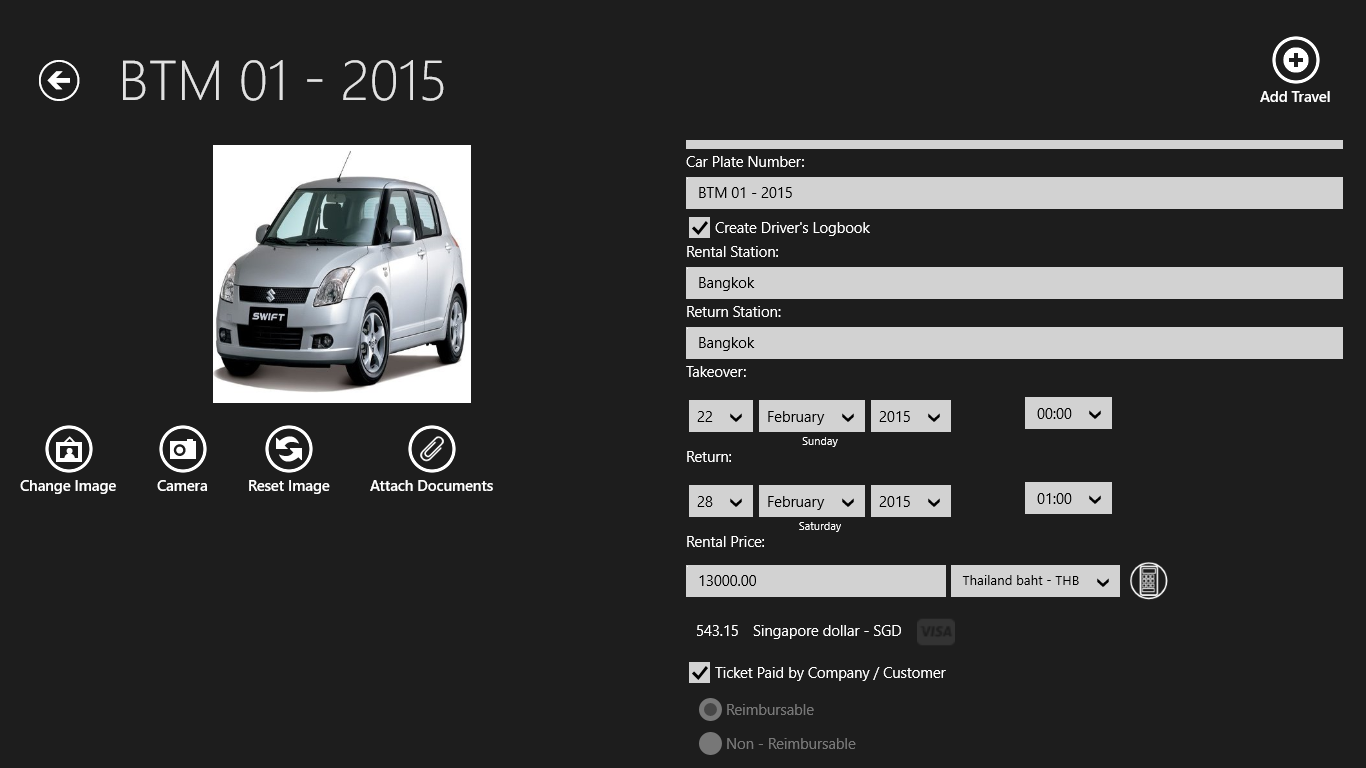 BTM 01 - 2015
Add Travel
SWIFT
Change Image
Camera
Reset Image
Attach Documents
Car Plate Number:
BTM 01 - 2015
Create Driver's Logbook
Rental Station:
Bangkok
Return Station:
Bangkok
Takeover:
22 February 2015 00:00
Sunday
Return:
28 February 2015 01:00
Saturday
Rental Price:
13000.00 Thailand baht - THB
543.15 Singapore dollar - SGD VISA
Ticket Paid by Company / Customer
Reimbursable
Non - Reimbursable